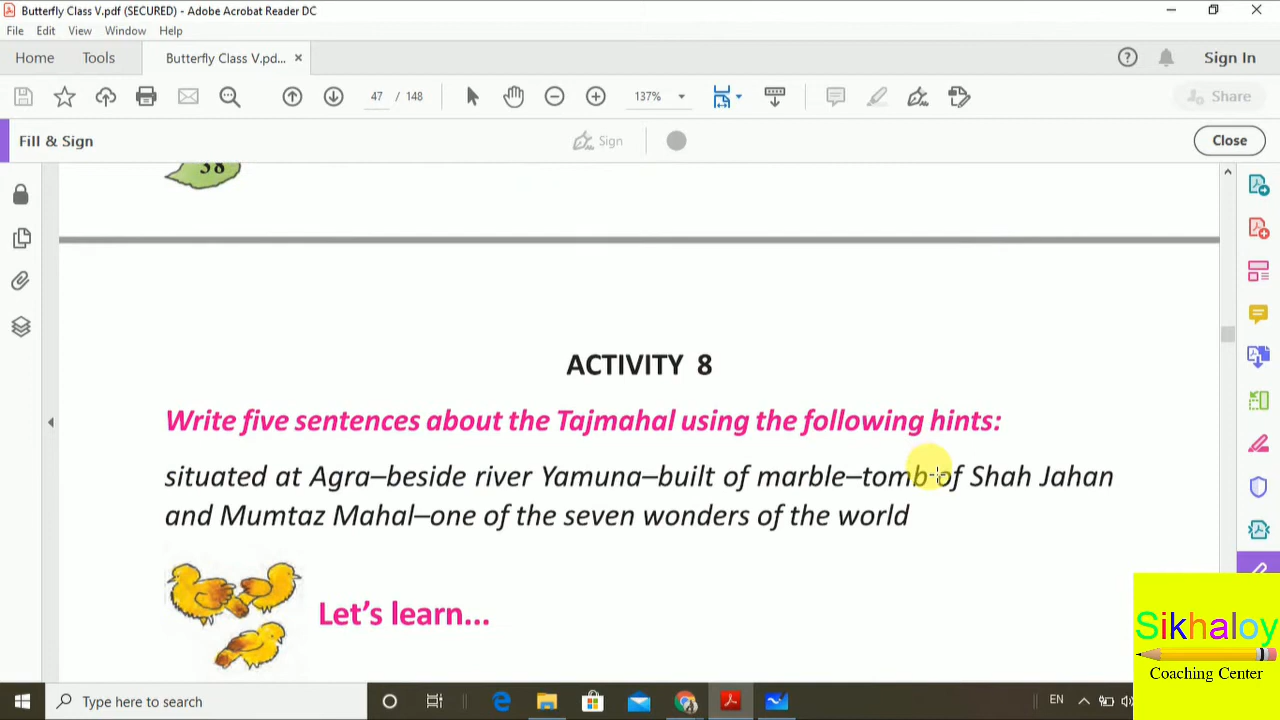 Butterfly Class V.pdf (SECURED) - Adobe Acrobat Reader DC
File Edit View Window Help
Home Tools Butterfly Class V.pd... × Sign In
47 / 148 137% Share
Fill & Sign Sign Close
38
ACTIVITY 8
Write five sentences about the Tajmahal using the following hints:
situated at Agra–beside river Yamuna–built of marble–tomb of Shah Jahan
and Mumtaz Mahal–one of the seven wonders of the world
Let's learn...
Sikhaloy
Coaching Center
Type here to search EN